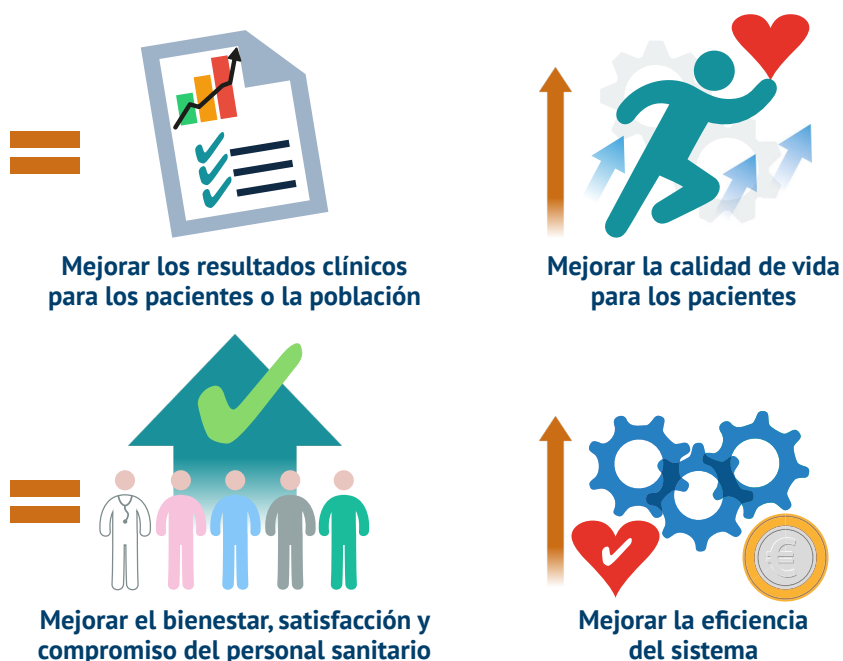 Mejorar los resultados clínicos
para los pacientes o la población
Mejorar la calidad de vida
para los pacientes
Mejorar el bienestar, satisfacción y
compromiso del personal sanitario
Mejorar la eficiencia
del sistema
€